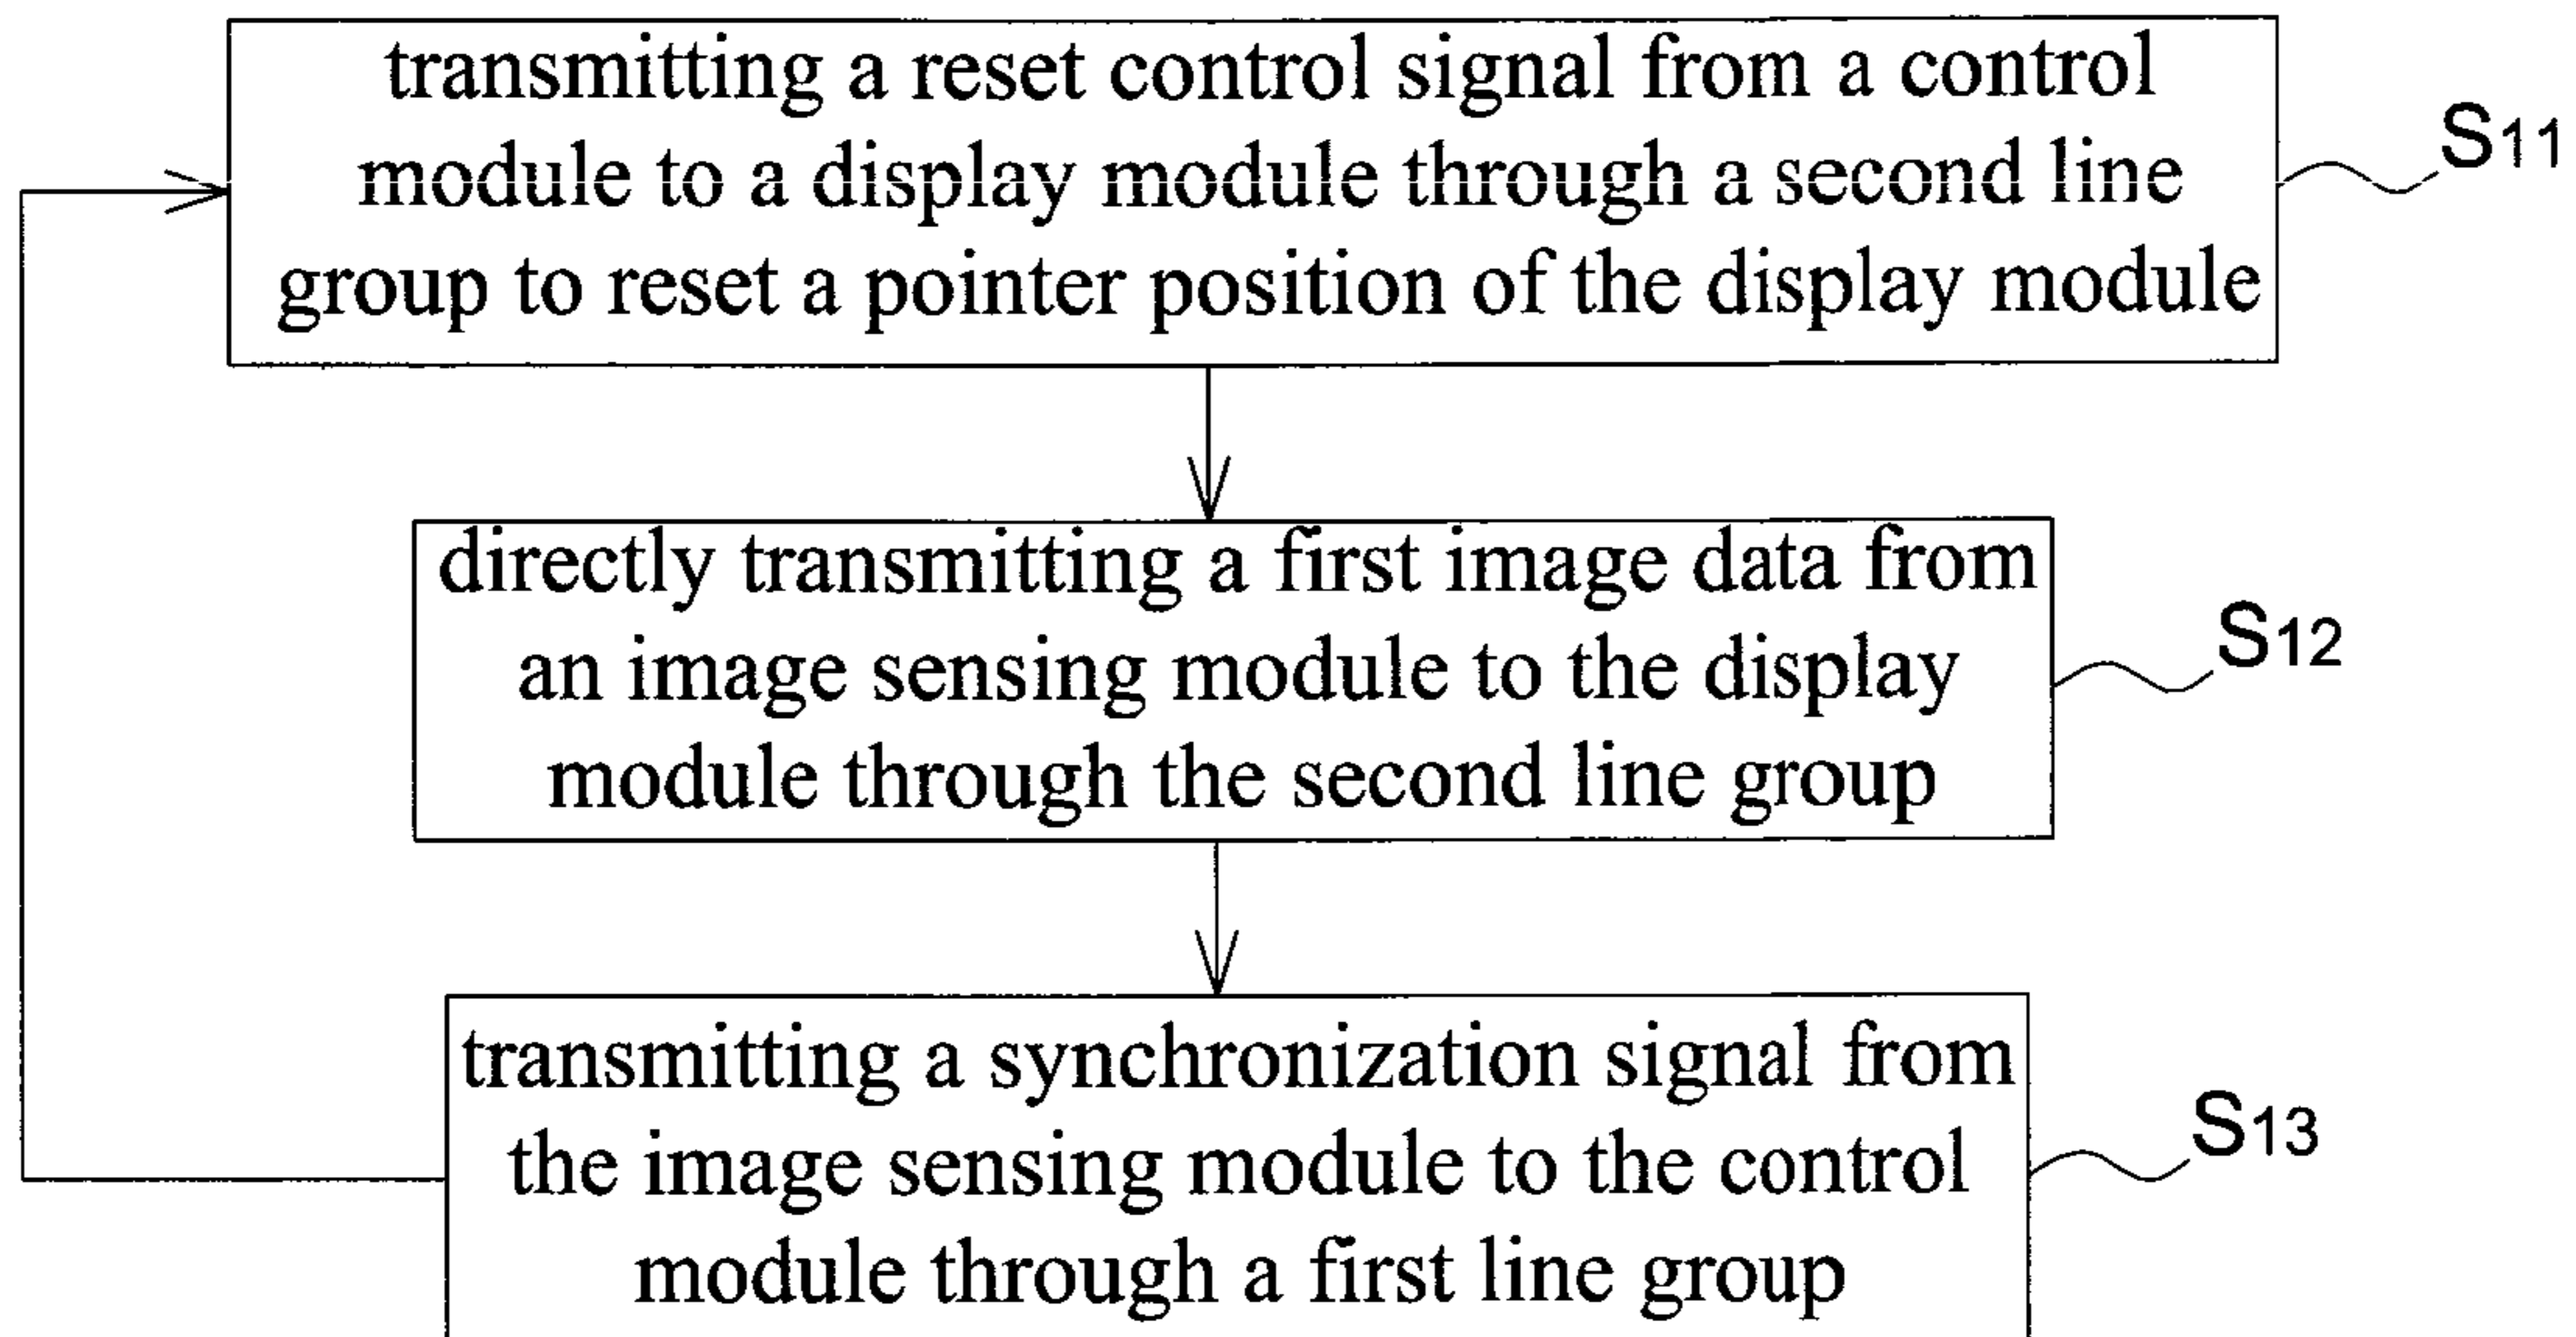 transmitting a reset control signal from a control
module to a display module through a second line
group to reset a pointer position of the display module
S11
directly transmitting a first image data from
an image sensing module to the display
module through the second line group
S12
transmitting a synchronization signal from
the image sensing module to the control
module through a first line group
S13